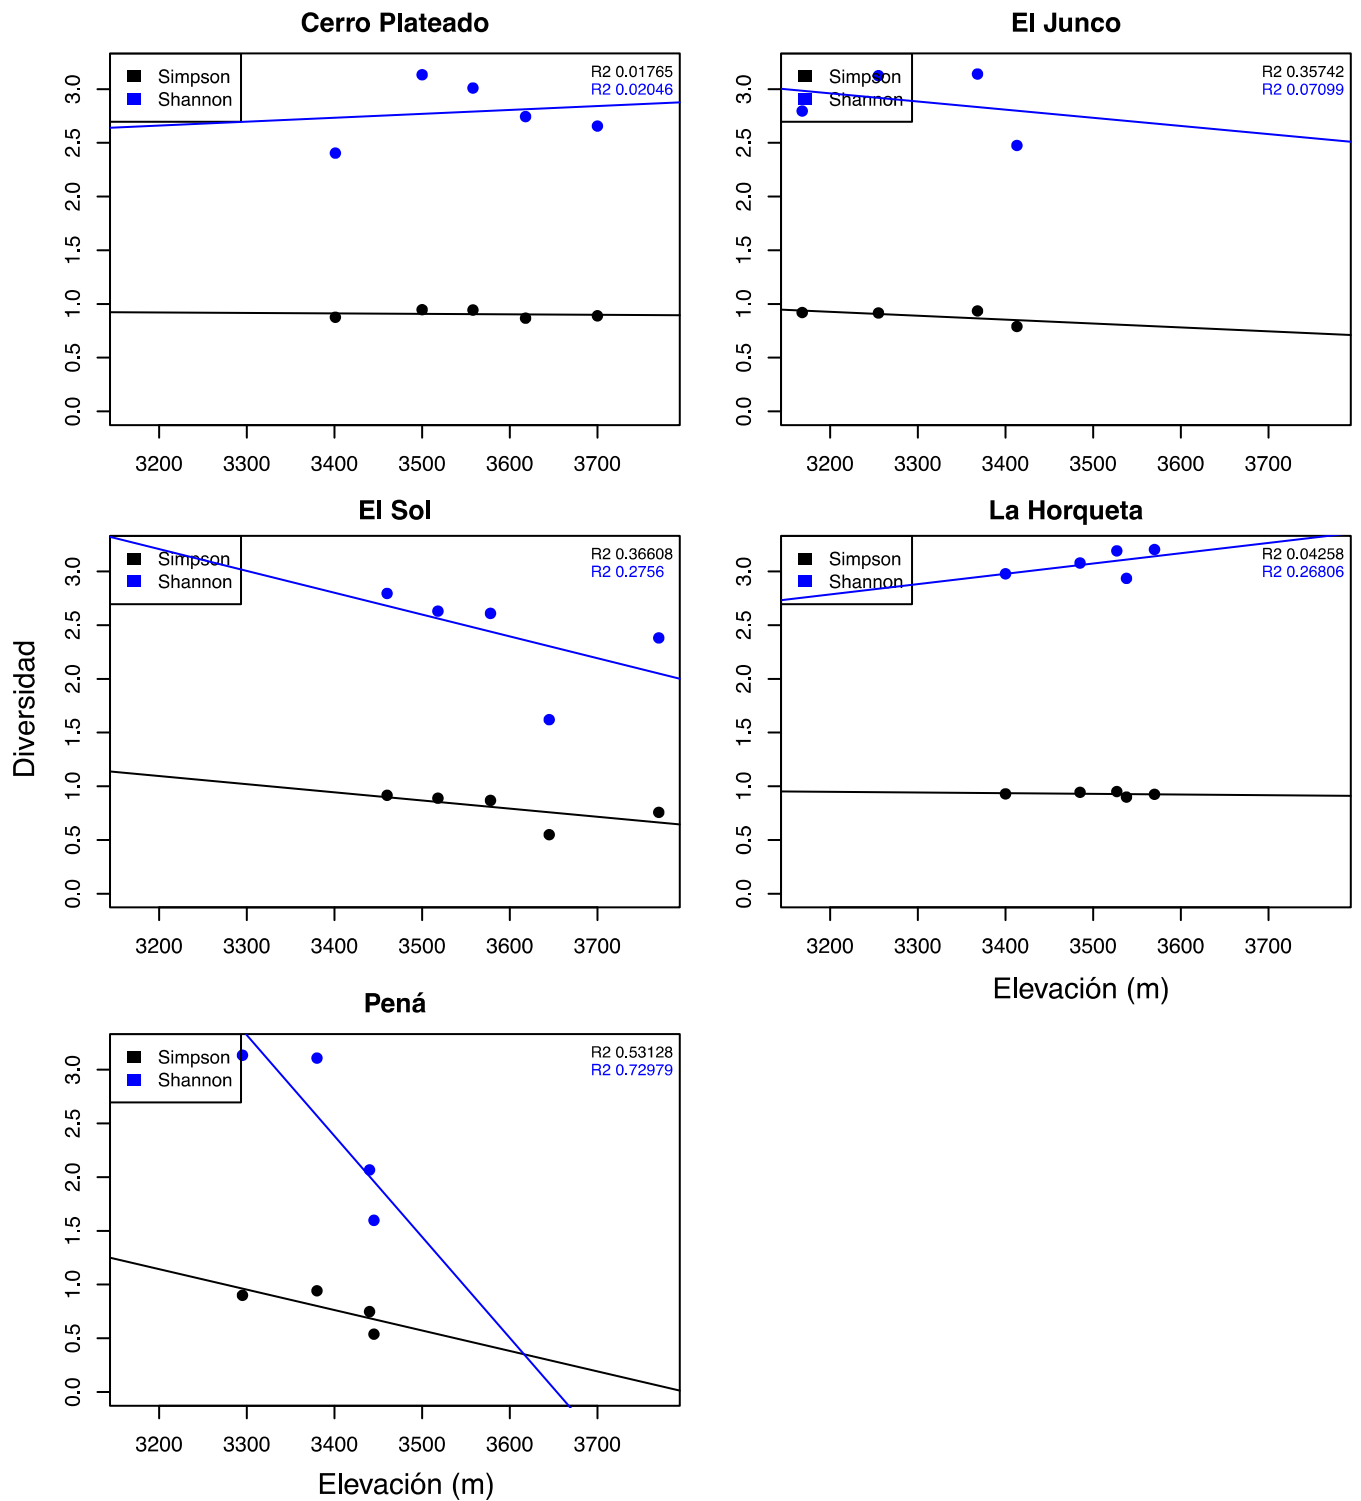 Cerro Plateado
Simpson
Shannon
R2 0.01765
R2 0.02046
0.0 0.5 1.0 1.5 2.0 2.5 3.0
3200 3300 3400 3500 3600 3700
El Junco
Simpson
Shannon
R2 0.35742
R2 0.07099
0.0 0.5 1.0 1.5 2.0 2.5 3.0
3200 3300 3400 3500 3600 3700
El Sol
Simpson
Shannon
R2 0.36608
R2 0.2756
0.0 0.5 1.0 1.5 2.0 2.5 3.0
3200 3300 3400 3500 3600 3700
Diversidad
La Horqueta
Simpson
Shannon
R2 0.04258
R2 0.26806
0.0 0.5 1.0 1.5 2.0 2.5 3.0
3200 3300 3400 3500 3600 3700
Elevación (m)
Pená
Simpson
Shannon
R2 0.53128
R2 0.72979
0.0 0.5 1.0 1.5 2.0 2.5 3.0
3200 3300 3400 3500 3600 3700
Elevación (m)